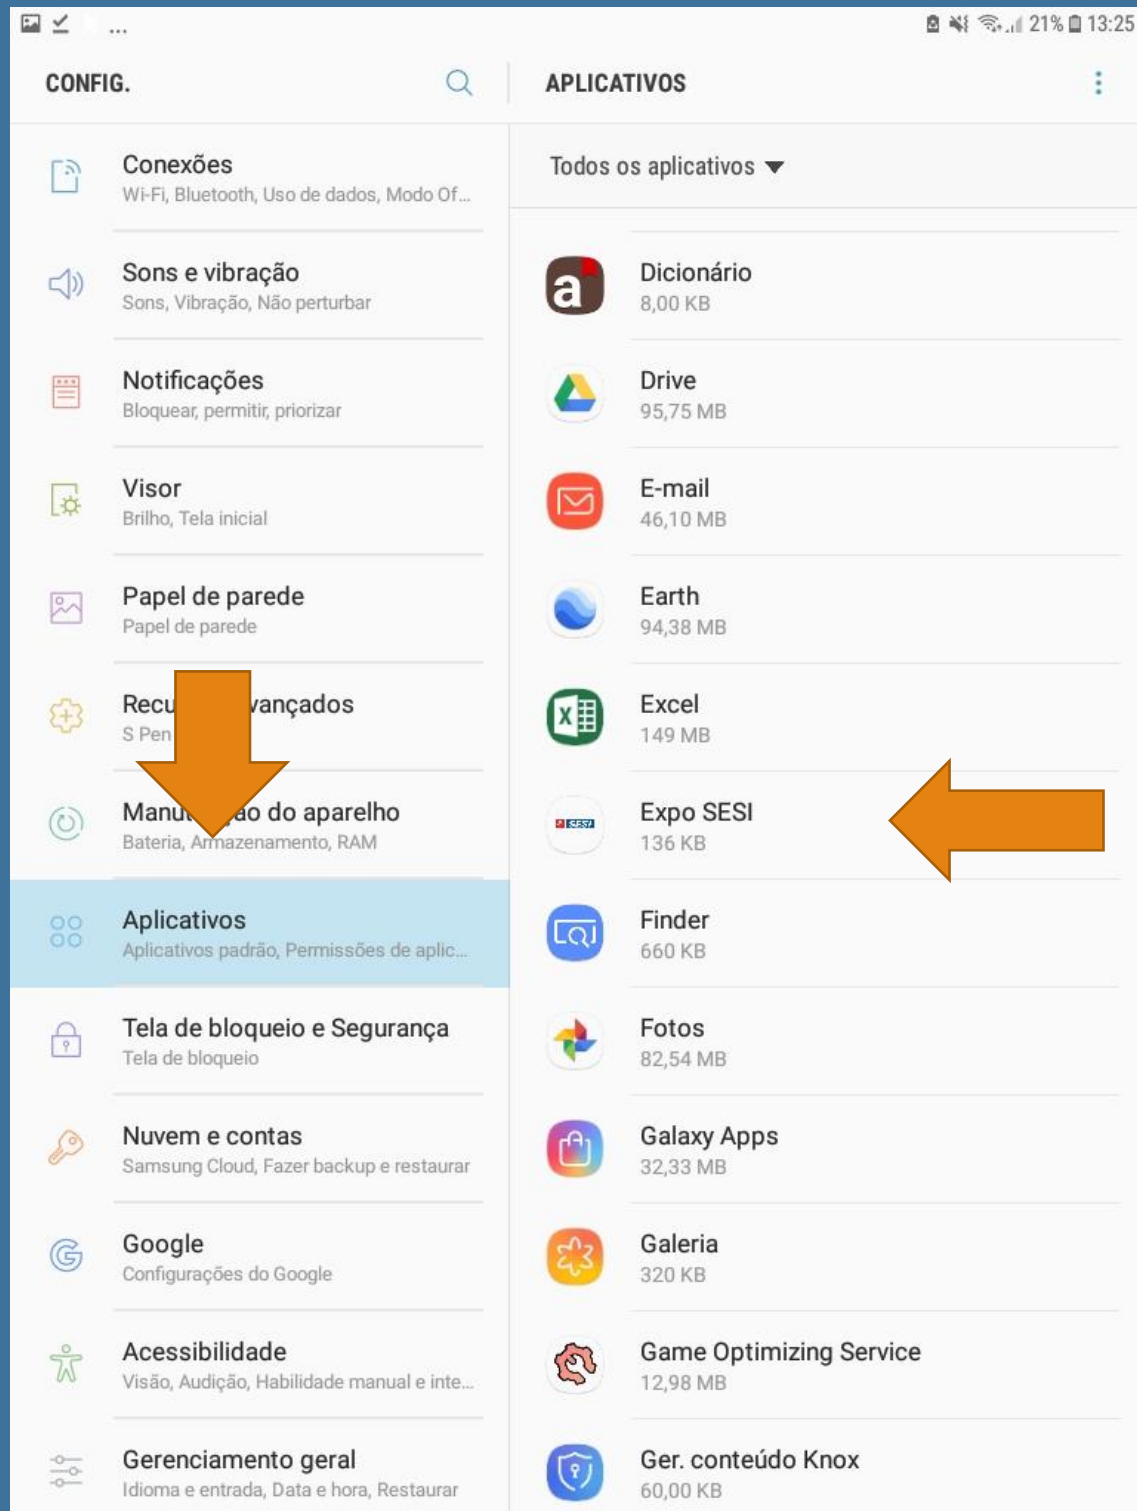 ... 21% 13:25
CONFIG.
Conexões
Wi-Fi, Bluetooth, Uso de dados, Modo Of...
Sons e vibração
Sons, Vibração, Não perturbar
Notificações
Bloquear, permitir, priorizar
Visor
Brilho, Tela inicial
Papel de parede
Papel de parede
Recu vançados
S Pen
Manut ão do aparelho
Bateria, Armazenamento, RAM
Aplicativos
Aplicativos padrão, Permissões de aplic...
Tela de bloqueio e Segurança
Tela de bloqueio
Nuvem e contas
Samsung Cloud, Fazer backup e restaurar
Google
Configurações do Google
Acessibilidade
Visão, Audição, Habilidade manual e inte...
Gerenciamento geral
Idioma e entrada, Data e hora, Restaurar
APLICATIVOS
Todos os aplicativos
a
Dicionário
8,00 KB
Drive
95,75 MB
E-mail
46,10 MB
Earth
94,38 MB
X
Excel
149 MB
SESI
Expo SESI
136 KB
Finder
660 KB
Fotos
82,54 MB
Galaxy Apps
32,33 MB
Galeria
320 KB
Game Optimizing Service
12,98 MB
Ger. conteúdo Knox
60,00 KB